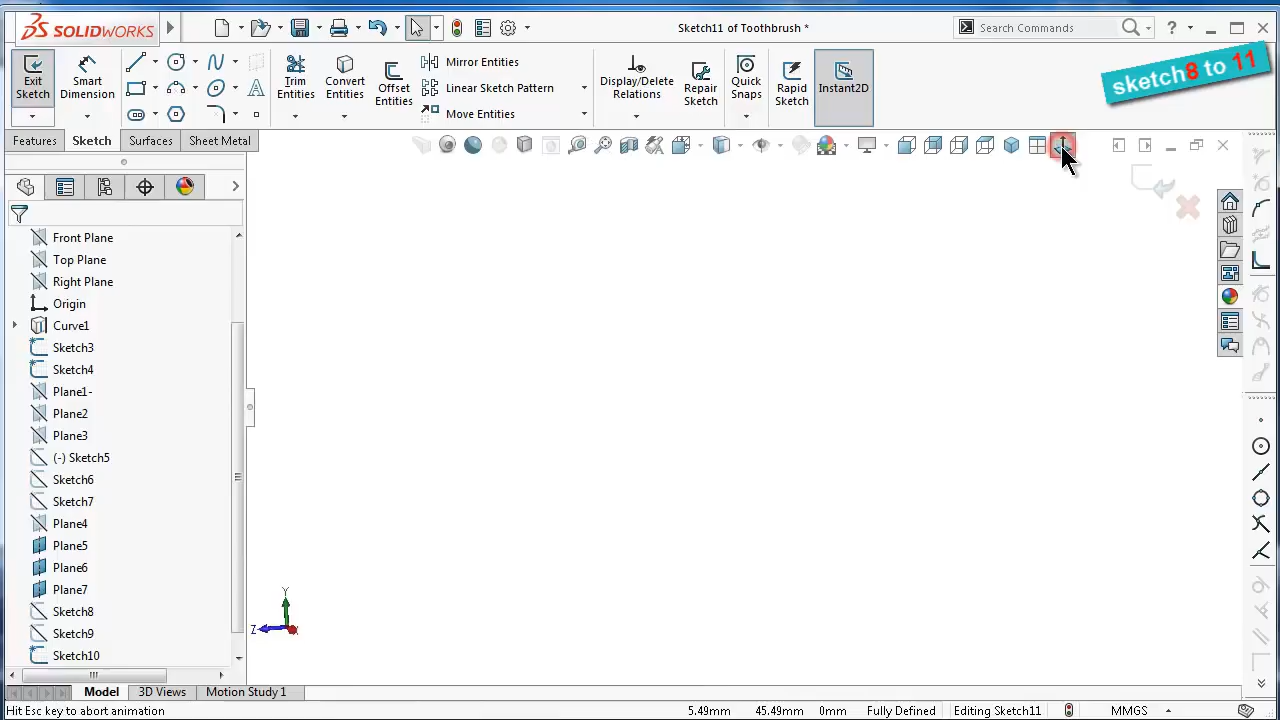 SOLIDWORKS
Sketch11 of Toothbrush *
Search Commands
sketch8 to 11
Exit Sketch
Smart Dimension
Trim Entities
Convert Entities
Offset Entities
Mirror Entities
Linear Sketch Pattern
Move Entities
Display/Delete Relations
Repair Sketch
Quick Snaps
Rapid Sketch
Instant2D
Features
Sketch
Surfaces
Sheet Metal
Front Plane
Top Plane
Right Plane
Origin
Curve1
Sketch3
Sketch4
Plane1-
Plane2
Plane3
(-) Sketch5
Sketch6
Sketch7
Plane4
Plane5
Plane6
Plane7
Sketch8
Sketch9
Sketch10
Y
Z
Model
3D Views
Motion Study 1
Hit Esc key to abort animation
5.49mm
45.49mm
0mm
Fully Defined
Editing Sketch11
MMGS